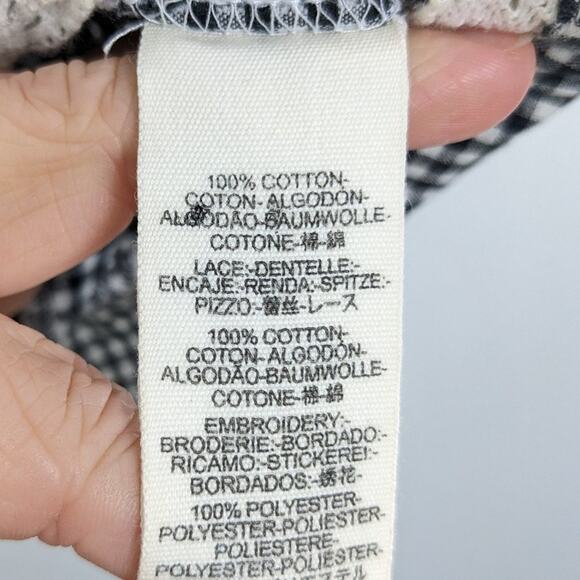 100% COTTON-
COTON-ALGODÓN-
ALGODÃO-BAUMWOLLE-
COTONE-棉-綿
LACE:-DENTELLE:-
ENCAJE:-RENDA:-SPITZE:-
PIZZO:-蕾丝-レース
100% COTTON-
COTON-ALGODÓN-
ALGODÃO-BAUMWOLLE-
COTONE-棉-綿
EMBROIDERY:-
BRODERIE:-BORDADO:-
RICAMO:-STICKEREI:-
BORDADOS:-绣花-
100% POLYESTER-
POLYESTER-POLIÉSTER-
POLIESTERE-
POLYESTER-POLIÉSTER-